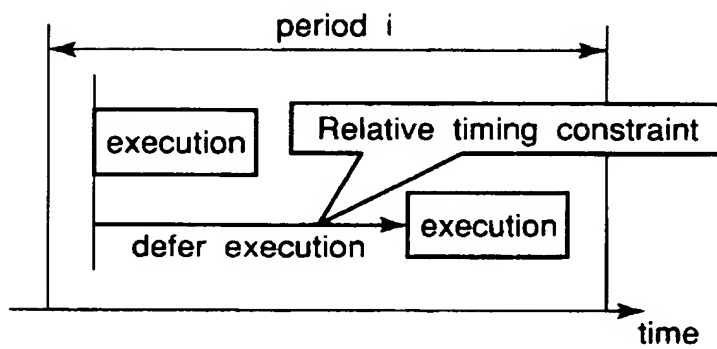 period i
execution
Relative timing constraint
defer execution
execution
time